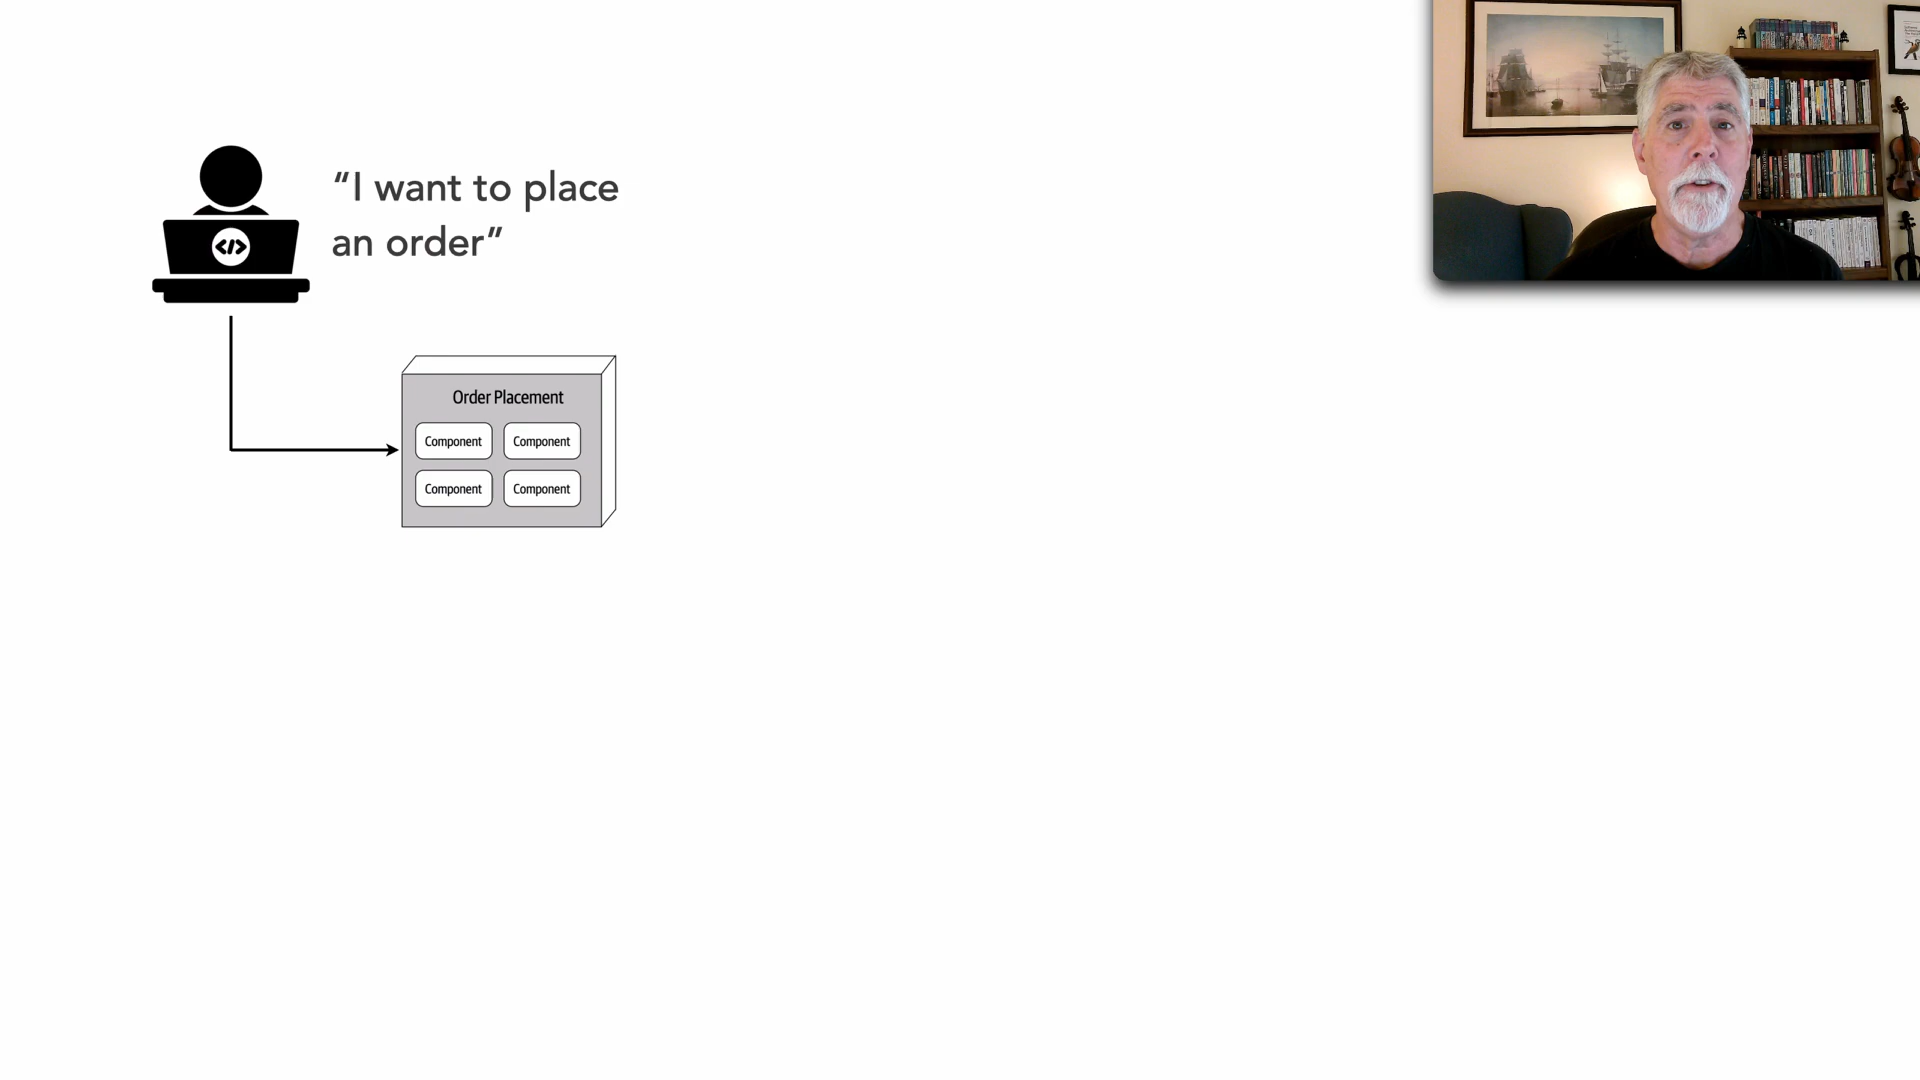 “I want to place
an order”
</>
Order Placement
Component Component
Component Component